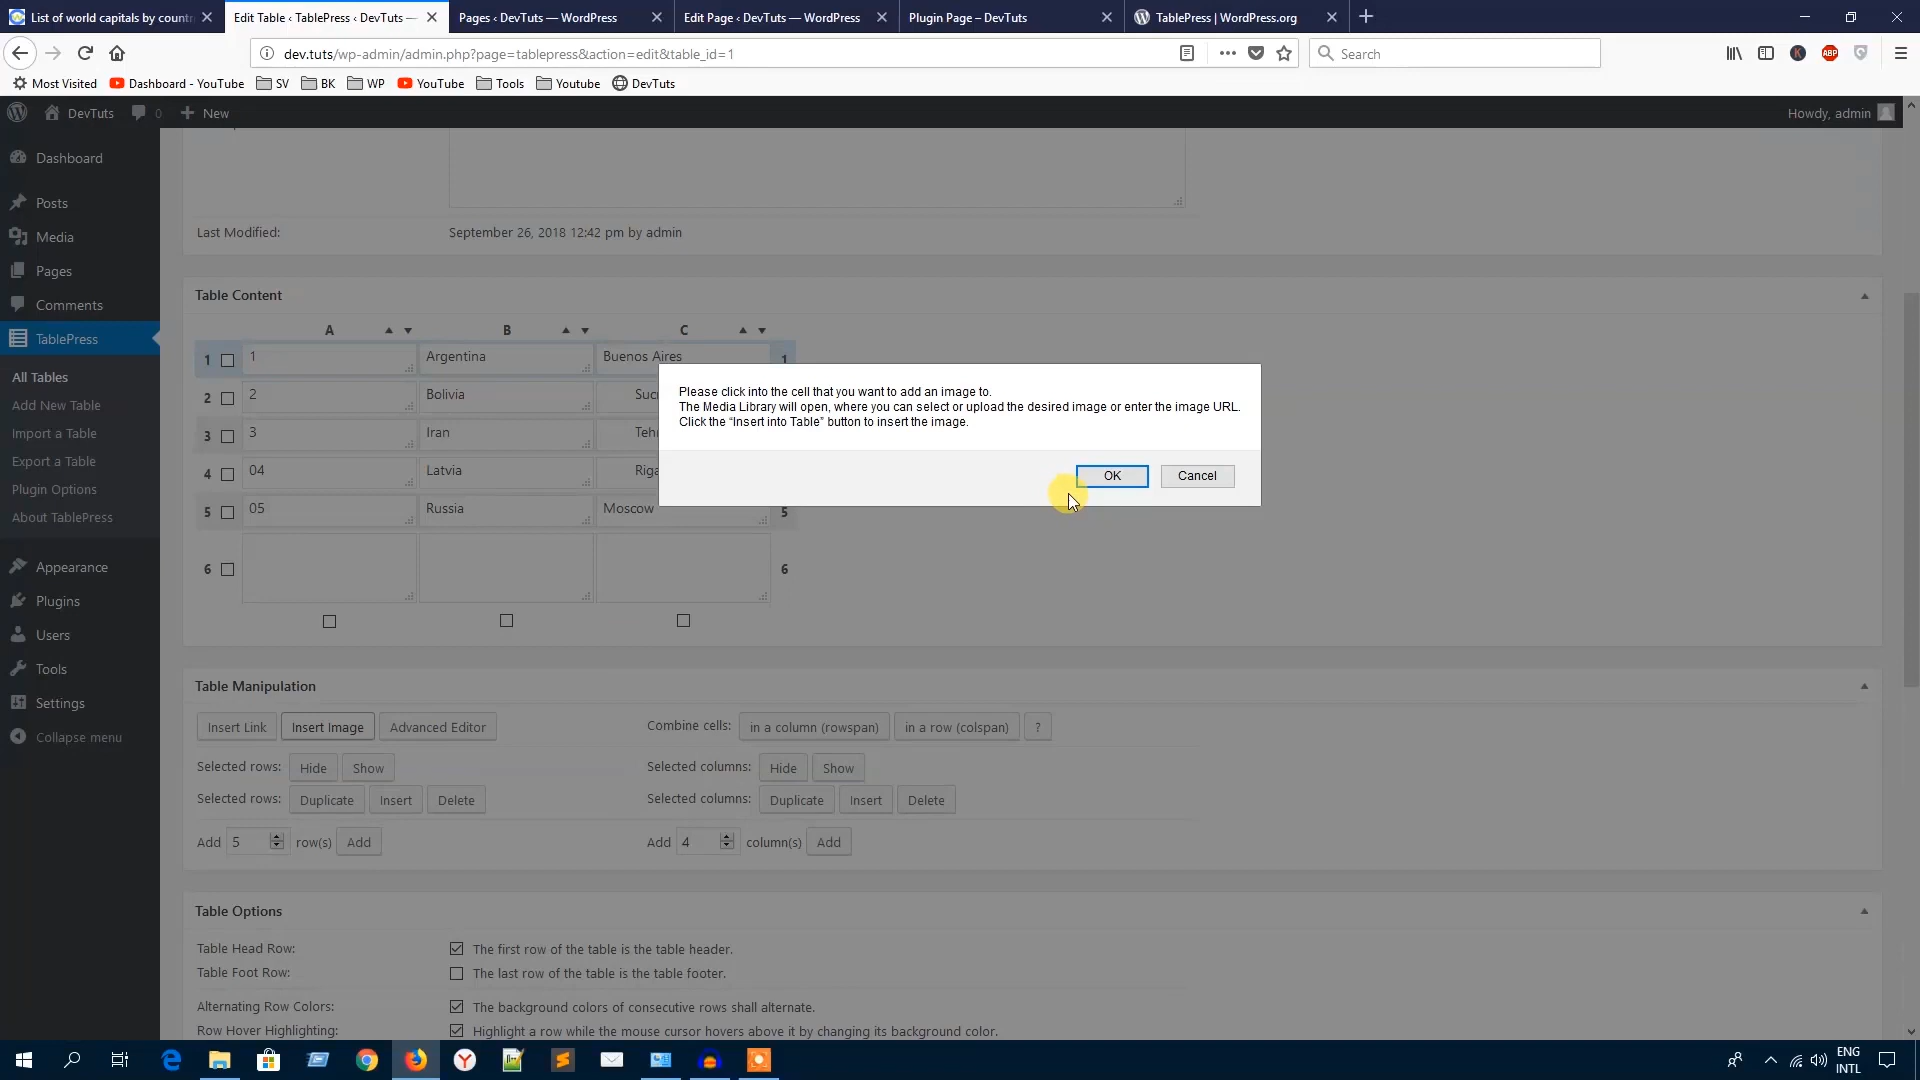 List of world capitals by countr
Edit Table ‹ TablePress ‹ DevTuts —
Pages ‹ DevTuts — WordPress
Edit Page ‹ DevTuts — WordPress
Plugin Page – DevTuts
TablePress | WordPress.org
dev.tuts/wp-admin/admin.php?page=tablepress&action=edit&table_id=1
Search
Most Visited
Dashboard - YouTube
SV
BK
WP
YouTube
Tools
Youtube
DevTuts
DevTuts
0
New
Howdy, admin
Dashboard
Posts
Media
Pages
Comments
TablePress
All Tables
Add New Table
Import a Table
Export a Table
Plugin Options
About TablePress
Appearance
Plugins
Users
Tools
Settings
Collapse menu
Last Modified: September 26, 2018 12:42 pm by admin
Table Content
A B C
1 1 Argentina Buenos Aires 1
2 2 Bolivia Suc
3 3 Iran Teh
4 04 Latvia Riga
5 05 Russia Moscow 5
6 6
Please click into the cell that you want to add an image to.
The Media Library will open, where you can select or upload the desired image or enter the image URL.
Click the “Insert into Table” button to insert the image.
OK Cancel
Table Manipulation
Insert Link Insert Image Advanced Editor Combine cells: in a column (rowspan) in a row (colspan) ?
Selected rows: Hide Show Selected columns: Hide Show
Selected rows: Duplicate Insert Delete Selected columns: Duplicate Insert Delete
Add 5 row(s) Add Add 4 column(s) Add
Table Options
Table Head Row: The first row of the table is the table header.
Table Foot Row: The last row of the table is the table footer.
Alternating Row Colors: The background colors of consecutive rows shall alternate.
Row Hover Highlighting: Highlight a row while the mouse cursor hovers above it by changing its background color.
ENG
INTL